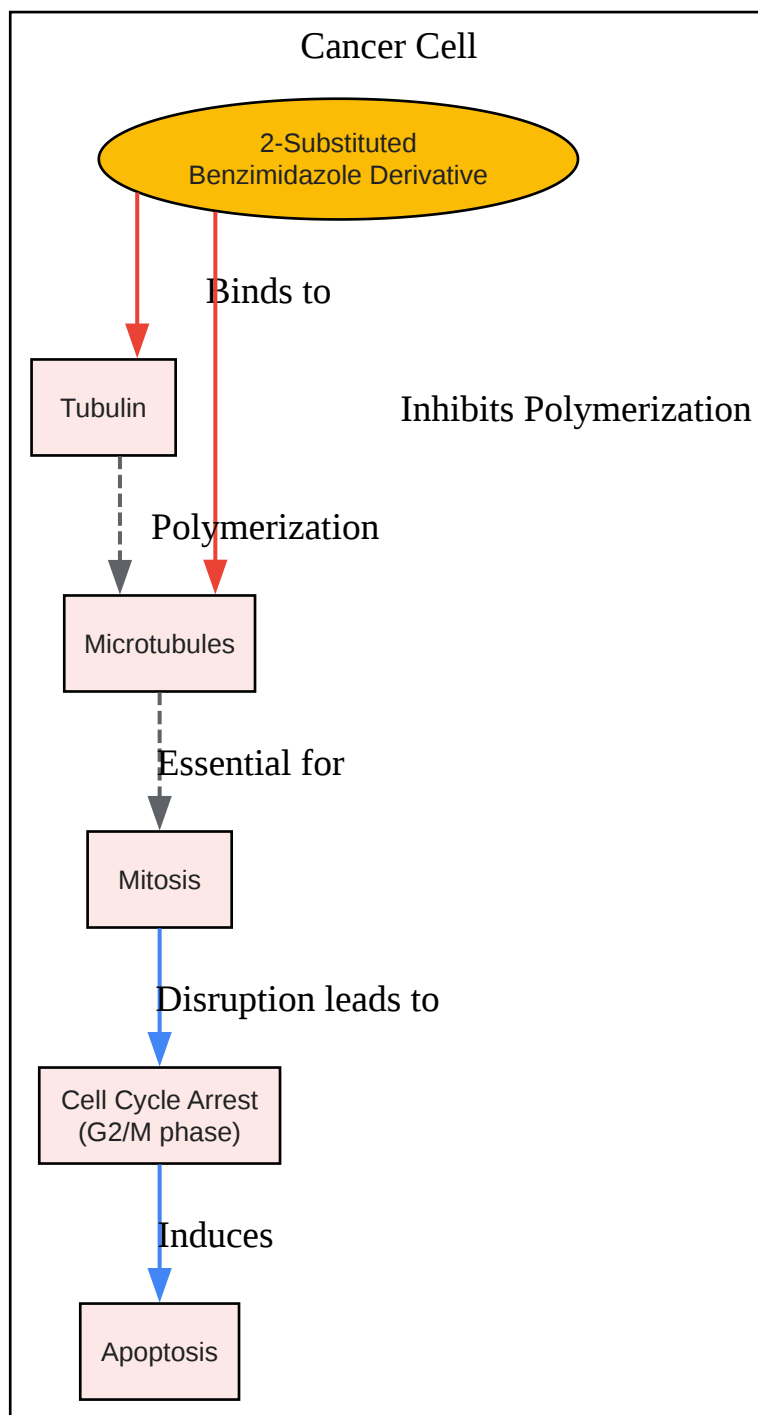 Cancer Cell
2-Substituted
Benzimidazole Derivative
Binds to
Tubulin
Inhibits Polymerization
Polymerization
Microtubules
Essential for
Mitosis
Disruption leads to
Cell Cycle Arrest
(G2/M phase)
Induces
Apoptosis